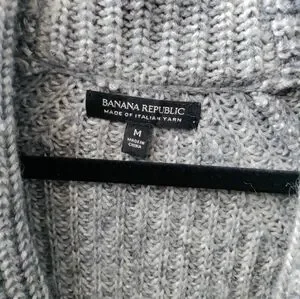 BANANA REPUBLIC
MADE OF ITALIAN YARN
M
MADE IN
CHINA